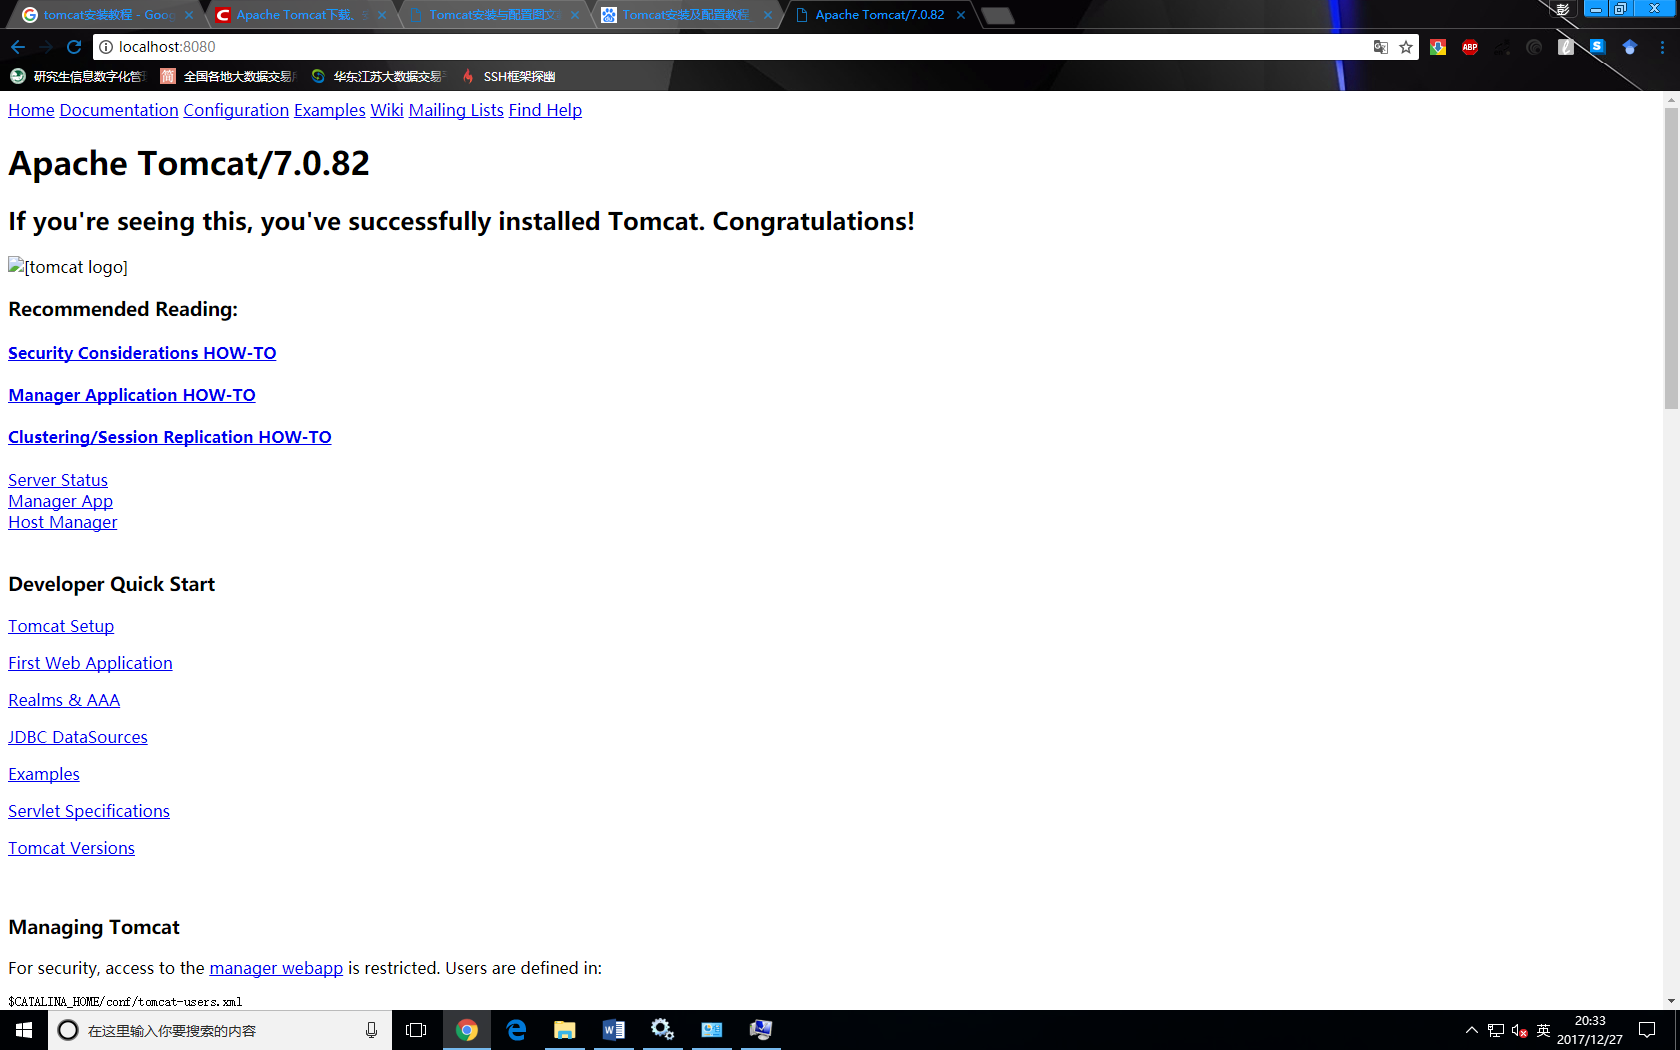 tomcat安装教程 - Goog
Apache Tomcat下载、
Tomcat安装与配置图文
Tomcat安装及配置教程
Apache Tomcat/7.0.82
彭
localhost:8080
ABP
研究生信息数字化管
全国各地大数据交易
华东江苏大数据交易
SSH框架探幽
Home Documentation Configuration Examples Wiki Mailing Lists Find Help
Apache Tomcat/7.0.82
If you're seeing this, you've successfully installed Tomcat. Congratulations!
[tomcat logo]
Recommended Reading:
Security Considerations HOW-TO
Manager Application HOW-TO
Clustering/Session Replication HOW-TO
Server Status
Manager App
Host Manager
Developer Quick Start
Tomcat Setup
First Web Application
Realms & AAA
JDBC DataSources
Examples
Servlet Specifications
Tomcat Versions
Managing Tomcat
For security, access to the manager webapp is restricted. Users are defined in:
$CATALINA_HOME/conf/tomcat-users.xml
在这里输入你要搜索的内容
英
20:33
2017/12/27